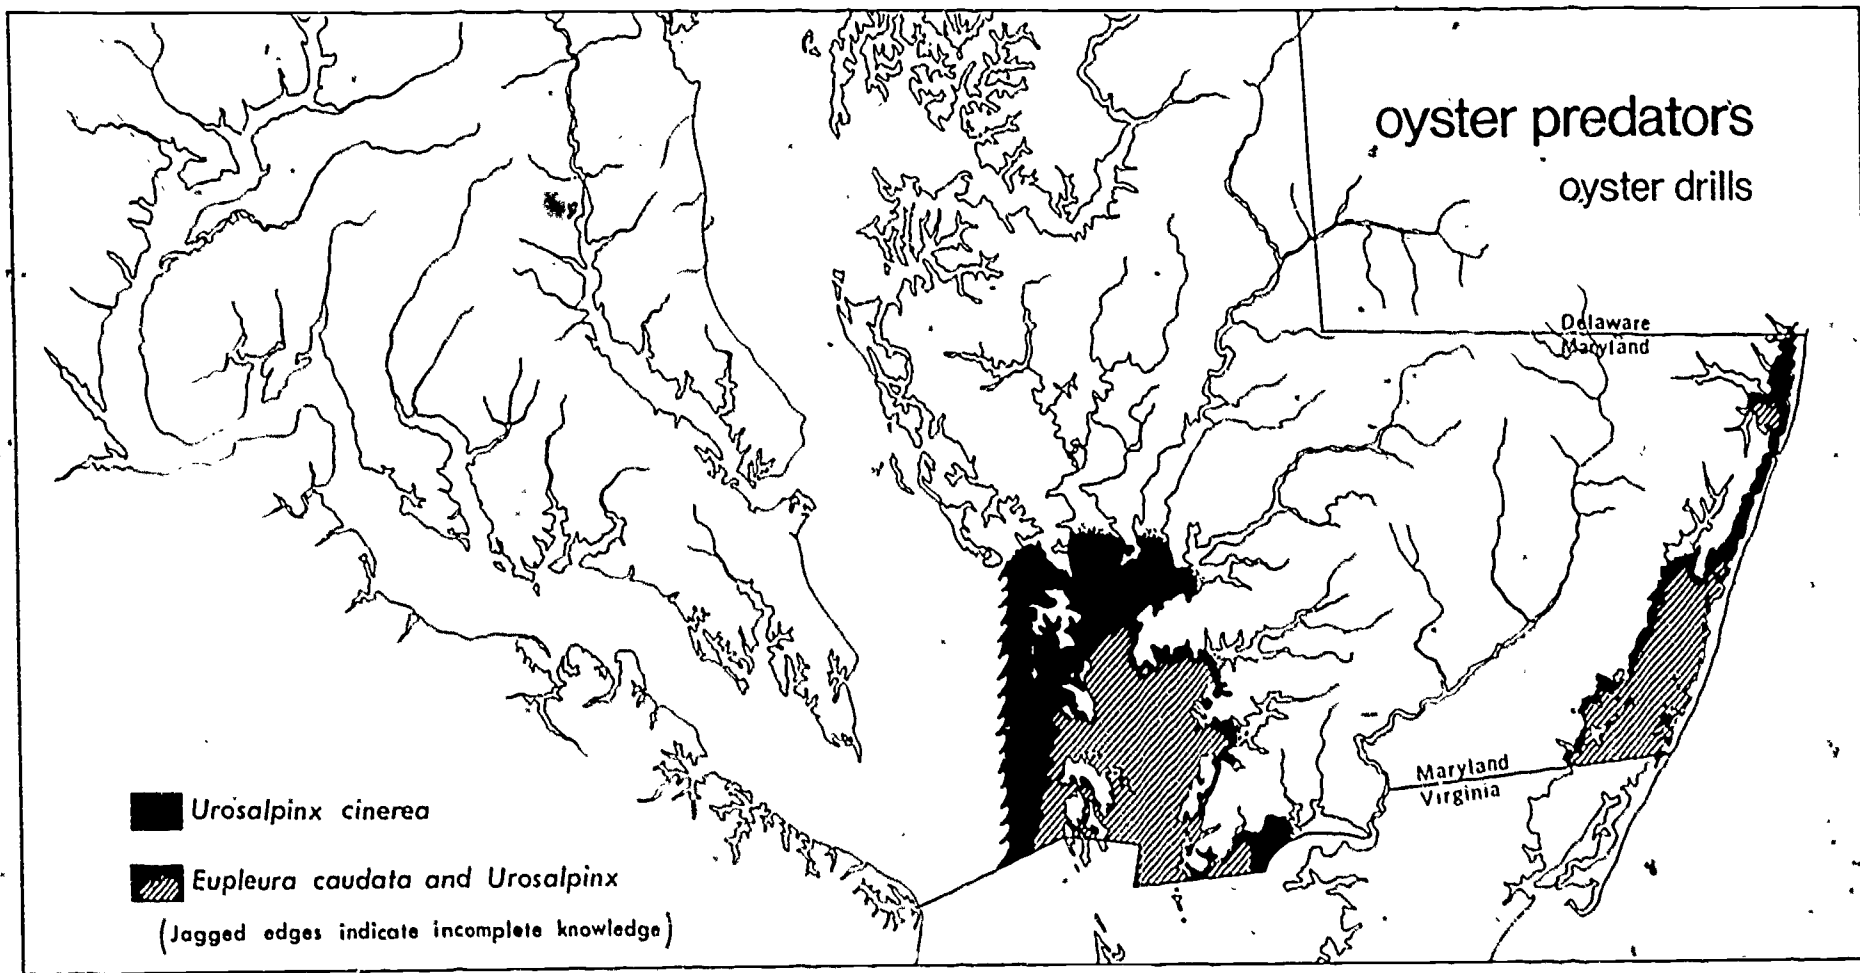 oyster predators
oyster drills
Delaware
Maryland
Maryland
Virginia
Urosalpinx cinerea
Eupleura caudata and Urosalpinx
(Jagged edges indicate incomplete knowledge)